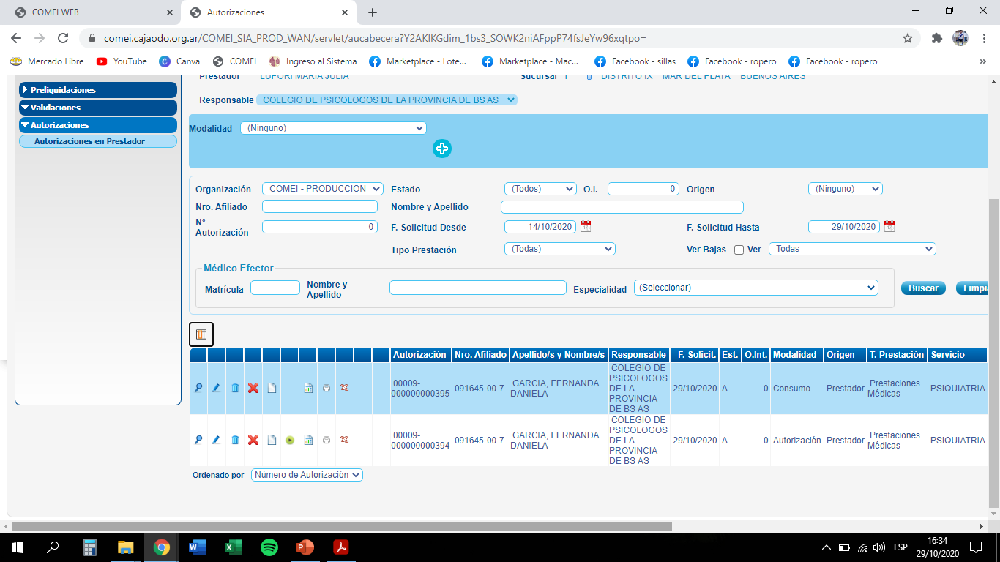 COMEI WEB
Autorizaciones
comei.cajaodo.org.ar/COMEI_SIA_PROD_WAN/servlet/aucabecera?Y2AKIKGdim_1bs3_SOWK2niAFppP74fsJeYw96xqtpo=
Mercado Libre YouTube Canva COMEI Ingreso al Sistema Marketplace - Lote... Marketplace - Mac... Facebook - sillas Facebook - ropero Facebook - ropero »
Prestador LUPORI MARIA JULIA Sucursal 1 DISTRITO IX MAR DEL PLATA BUENOS AIRES
Preliquidaciones
Validaciones
Autorizaciones
Autorizaciones en Prestador
Responsable COLEGIO DE PSICOLOGOS DE LA PROVINCIA DE BS AS
Modalidad (Ninguno)
Organización COMEI - PRODUCCION Estado (Todos) O.I. 0 Origen (Ninguno)
Nro. Afiliado Nombre y Apellido
N° Autorización 0 F. Solicitud Desde 14/10/2020 F. Solicitud Hasta 29/10/2020
Tipo Prestación (Todas) Ver Bajas Ver Todas
Médico Efector
Matrícula Nombre y Apellido Especialidad (Seleccionar) Buscar Limpia
Autorización Nro. Afiliado Apellido/s y Nombre/s Responsable F. Solicit. Est. O.Int. Modalidad Origen T. Prestación Servicio
00009-000000000395 091645-00-7 GARCIA, FERNANDA DANIELA COLEGIO DE PSICOLOGOS DE LA PROVINCIA DE BS AS 29/10/2020 A 0 Consumo Prestador Prestaciones Médicas PSIQUIATRIA
00009-000000000394 091645-00-7 GARCIA, FERNANDA DANIELA COLEGIO DE PSICOLOGOS DE LA PROVINCIA DE BS AS 29/10/2020 A 0 Autorización Prestador Prestaciones Médicas PSIQUIATRIA
Ordenado por Número de Autorización
ESP
16:34
29/10/2020